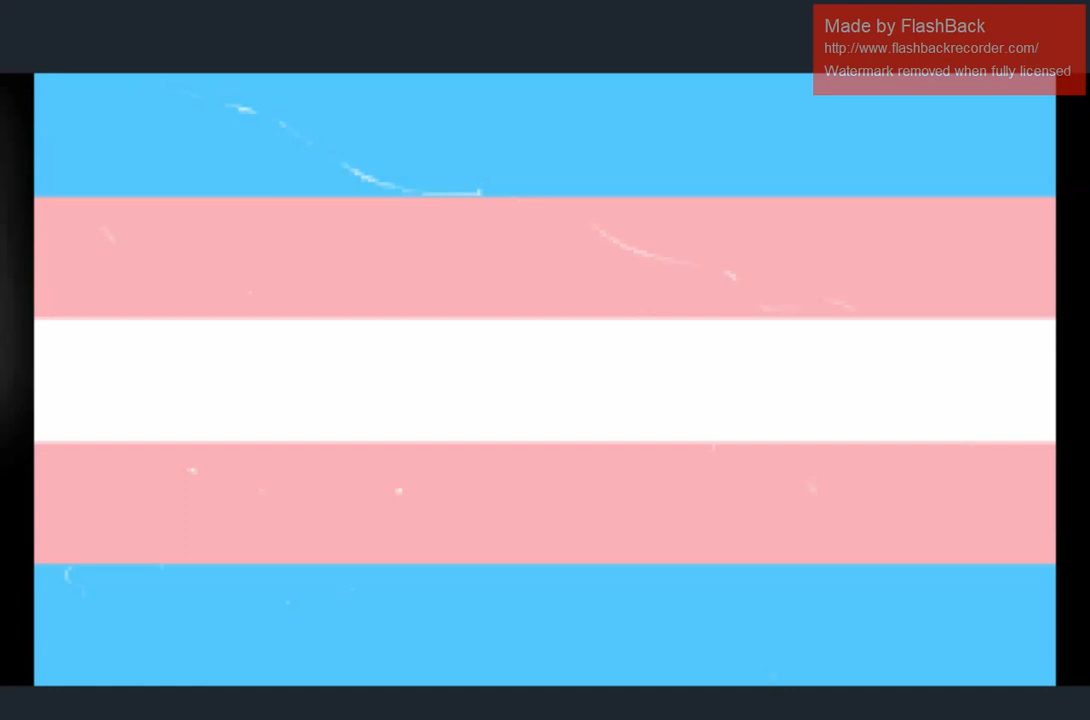 Made by FlashBack
http://www.flashbackrecorder.com/
Watermark removed when fully licensed